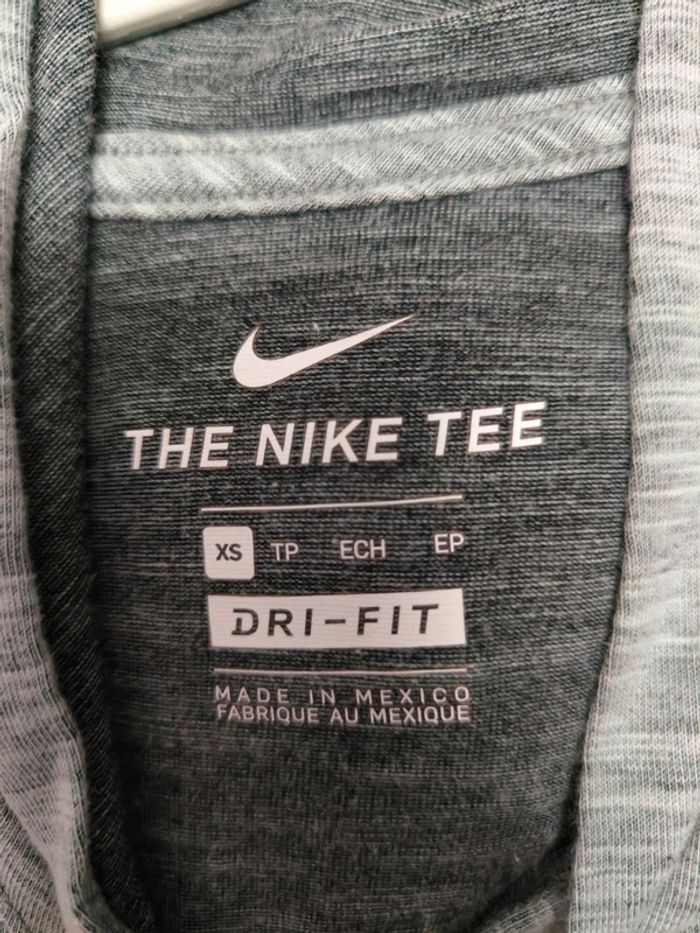 THE NIKE TEE
XS TP ECH EP
DRI-FIT
MADE IN MEXICO
FABRIQUE AU MEXIQUE